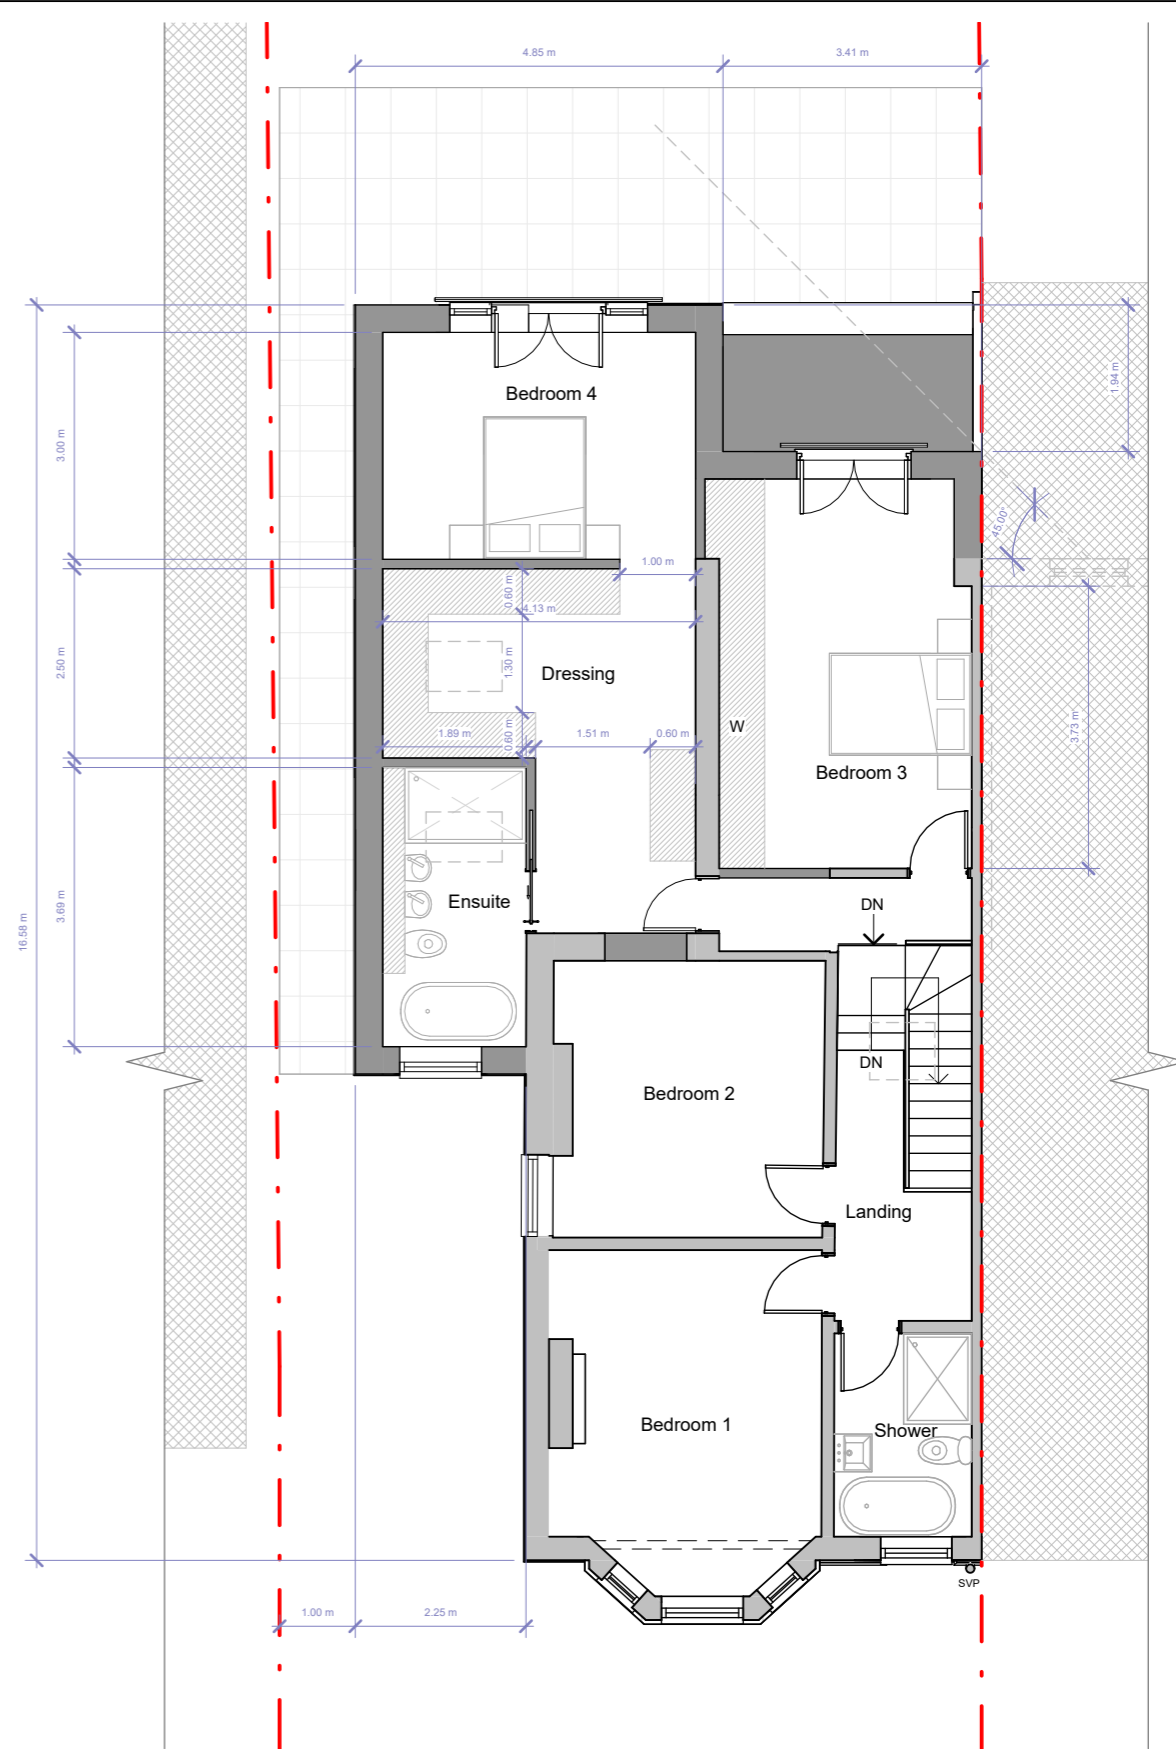 4.85 m
3.41 m
1.94 m
Bedroom 4
3.00 m
45.00°
1.00 m
0.60 m
4.13 m
2.50 m
1.30 m
Dressing
3.73 m
W
1.89 m
0.60 m
1.51 m
0.60 m
Bedroom 3
Ensuite
DN
3.69 m
16.58 m
DN
Bedroom 2
Landing
Bedroom 1
Shower
SVP
1.00 m
2.25 m